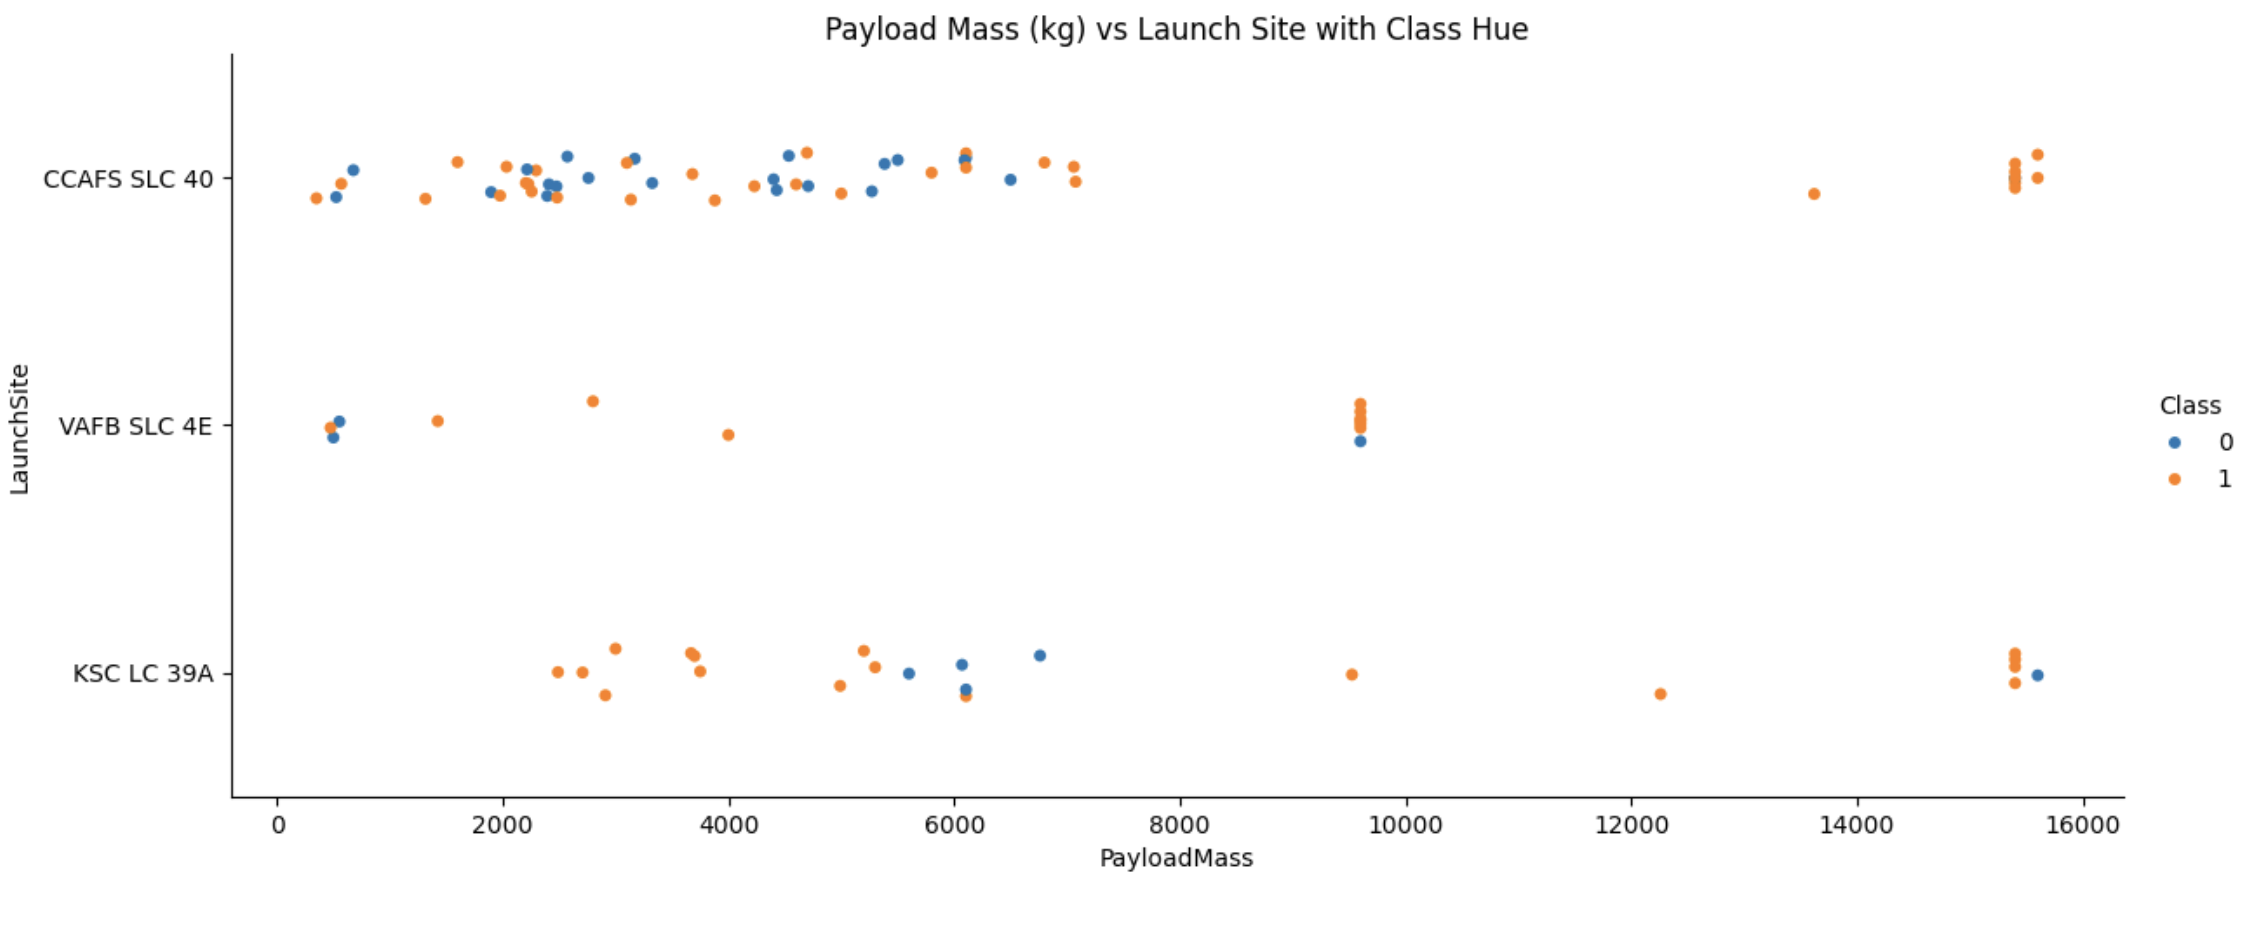 Payload Mass (kg) vs Launch Site with Class Hue
CCAFS SLC 40
VAFB SLC 4E
KSC LC 39A
LaunchSite
0 2000 4000 6000 8000 10000 12000 14000 16000
PayloadMass
Class
0
1